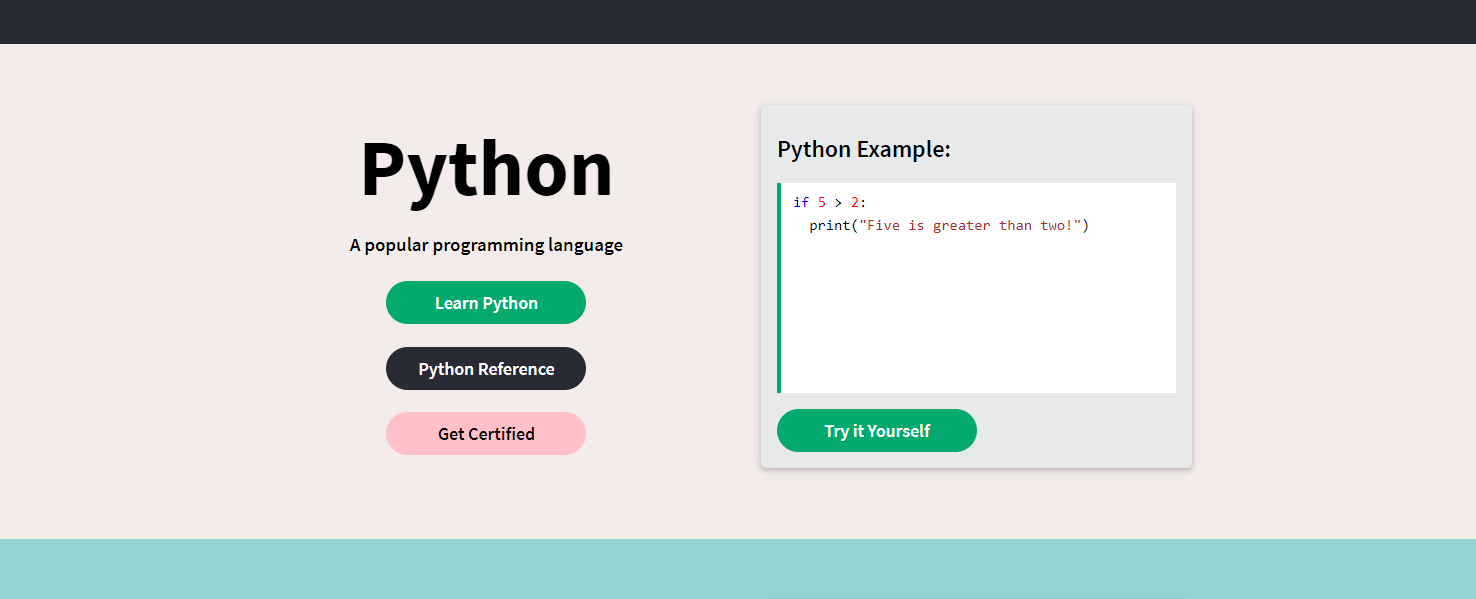 Python
A popular programming language
Learn Python
Python Reference
Get Certified
Python Example:
if 5 > 2:
  print("Five is greater than two!")
Try it Yourself